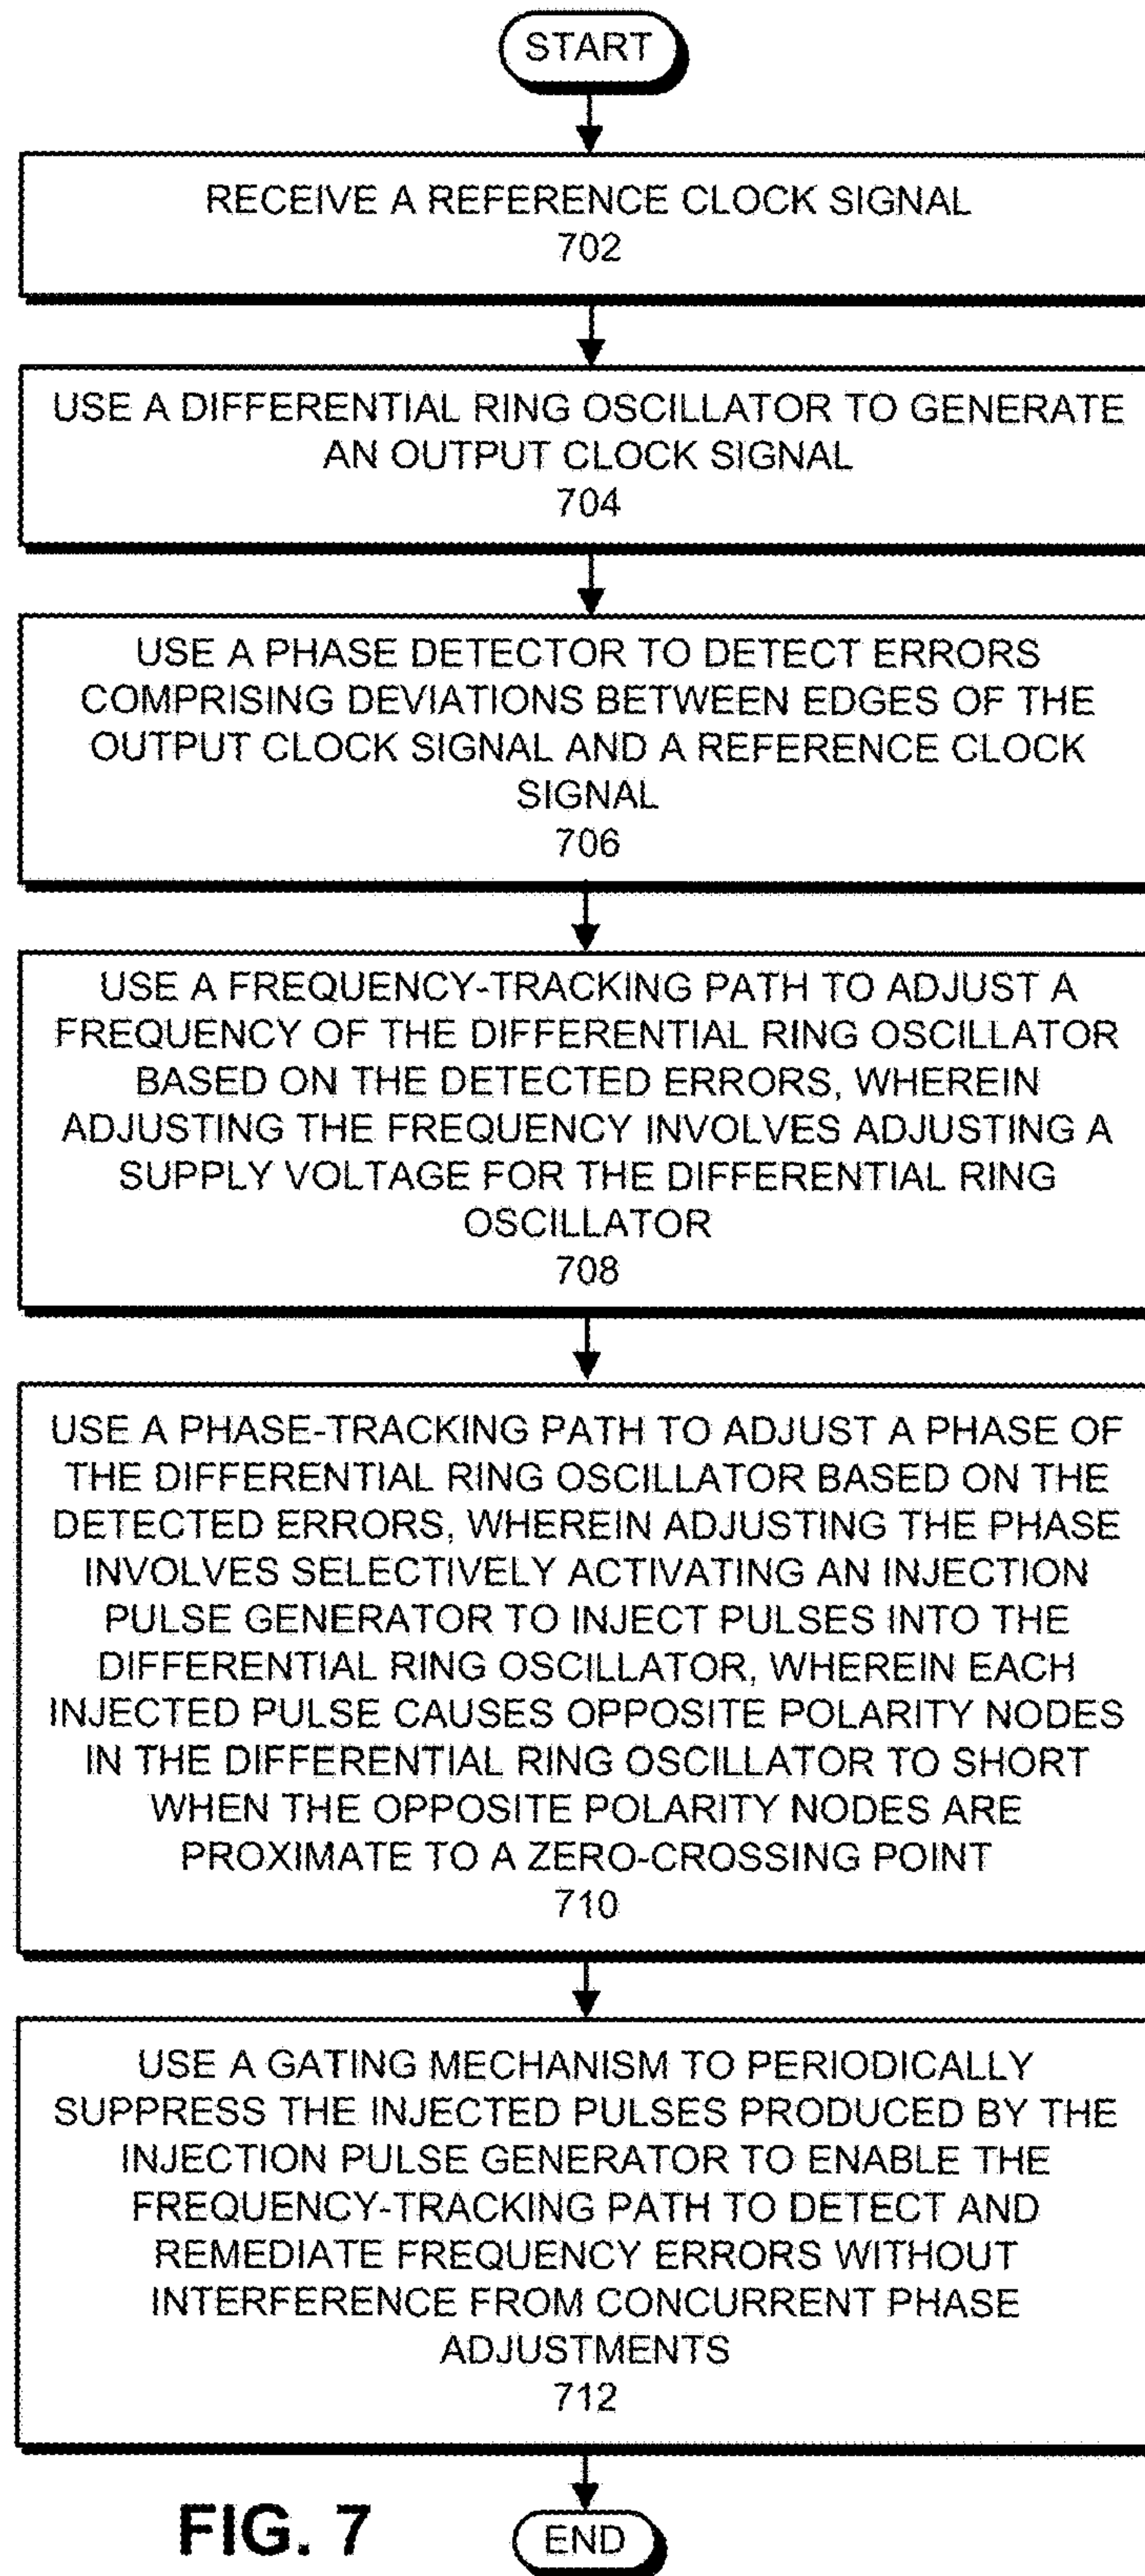 START
RECEIVE A REFERENCE CLOCK SIGNAL
702
USE A DIFFERENTIAL RING OSCILLATOR TO GENERATE
AN OUTPUT CLOCK SIGNAL
704
USE A PHASE DETECTOR TO DETECT ERRORS
COMPRISING DEVIATIONS BETWEEN EDGES OF THE
OUTPUT CLOCK SIGNAL AND A REFERENCE CLOCK
SIGNAL
706
USE A FREQUENCY-TRACKING PATH TO ADJUST A
FREQUENCY OF THE DIFFERENTIAL RING OSCILLATOR
BASED ON THE DETECTED ERRORS, WHEREIN
ADJUSTING THE FREQUENCY INVOLVES ADJUSTING A
SUPPLY VOLTAGE FOR THE DIFFERENTIAL RING
OSCILLATOR
708
USE A PHASE-TRACKING PATH TO ADJUST A PHASE OF
THE DIFFERENTIAL RING OSCILLATOR BASED ON THE
DETECTED ERRORS, WHEREIN ADJUSTING THE PHASE
INVOLVES SELECTIVELY ACTIVATING AN INJECTION
PULSE GENERATOR TO INJECT PULSES INTO THE
DIFFERENTIAL RING OSCILLATOR, WHEREIN EACH
INJECTED PULSE CAUSES OPPOSITE POLARITY NODES
IN THE DIFFERENTIAL RING OSCILLATOR TO SHORT
WHEN THE OPPOSITE POLARITY NODES ARE
PROXIMATE TO A ZERO-CROSSING POINT
710
USE A GATING MECHANISM TO PERIODICALLY
SUPPRESS THE INJECTED PULSES PRODUCED BY THE
INJECTION PULSE GENERATOR TO ENABLE THE
FREQUENCY-TRACKING PATH TO DETECT AND
REMEDIATE FREQUENCY ERRORS WITHOUT
INTERFERENCE FROM CONCURRENT PHASE
ADJUSTMENTS
712
FIG. 7
END